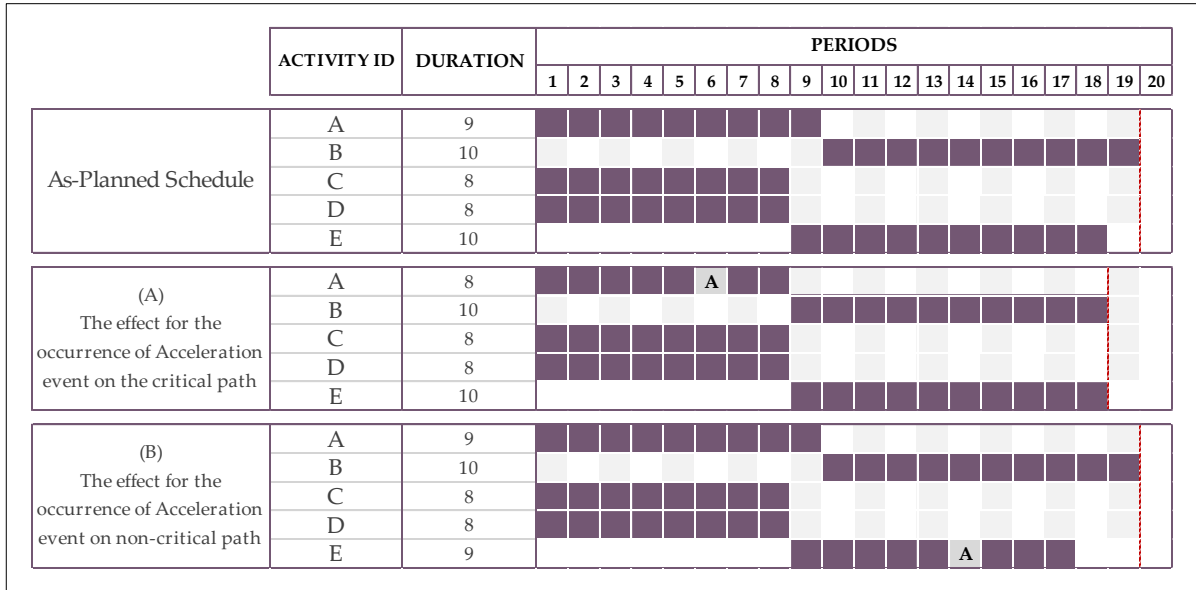 PERIODS
ACTIVITY ID DURATION
1 2 3 4 5 6 7 8 9 10 11 12 13 14 15 16 17 18 19 20
As-Planned Schedule
A 9
B 10
C 8
D 8
E 10
(A)
The effect for the
occurrence of Acceleration
event on the critical path
A 8 A
B 10
C 8
D 8
E 10
(B)
The effect for the
occurrence of Acceleration
event on non-critical path
A 9
B 10
C 8
D 8
E 9 A